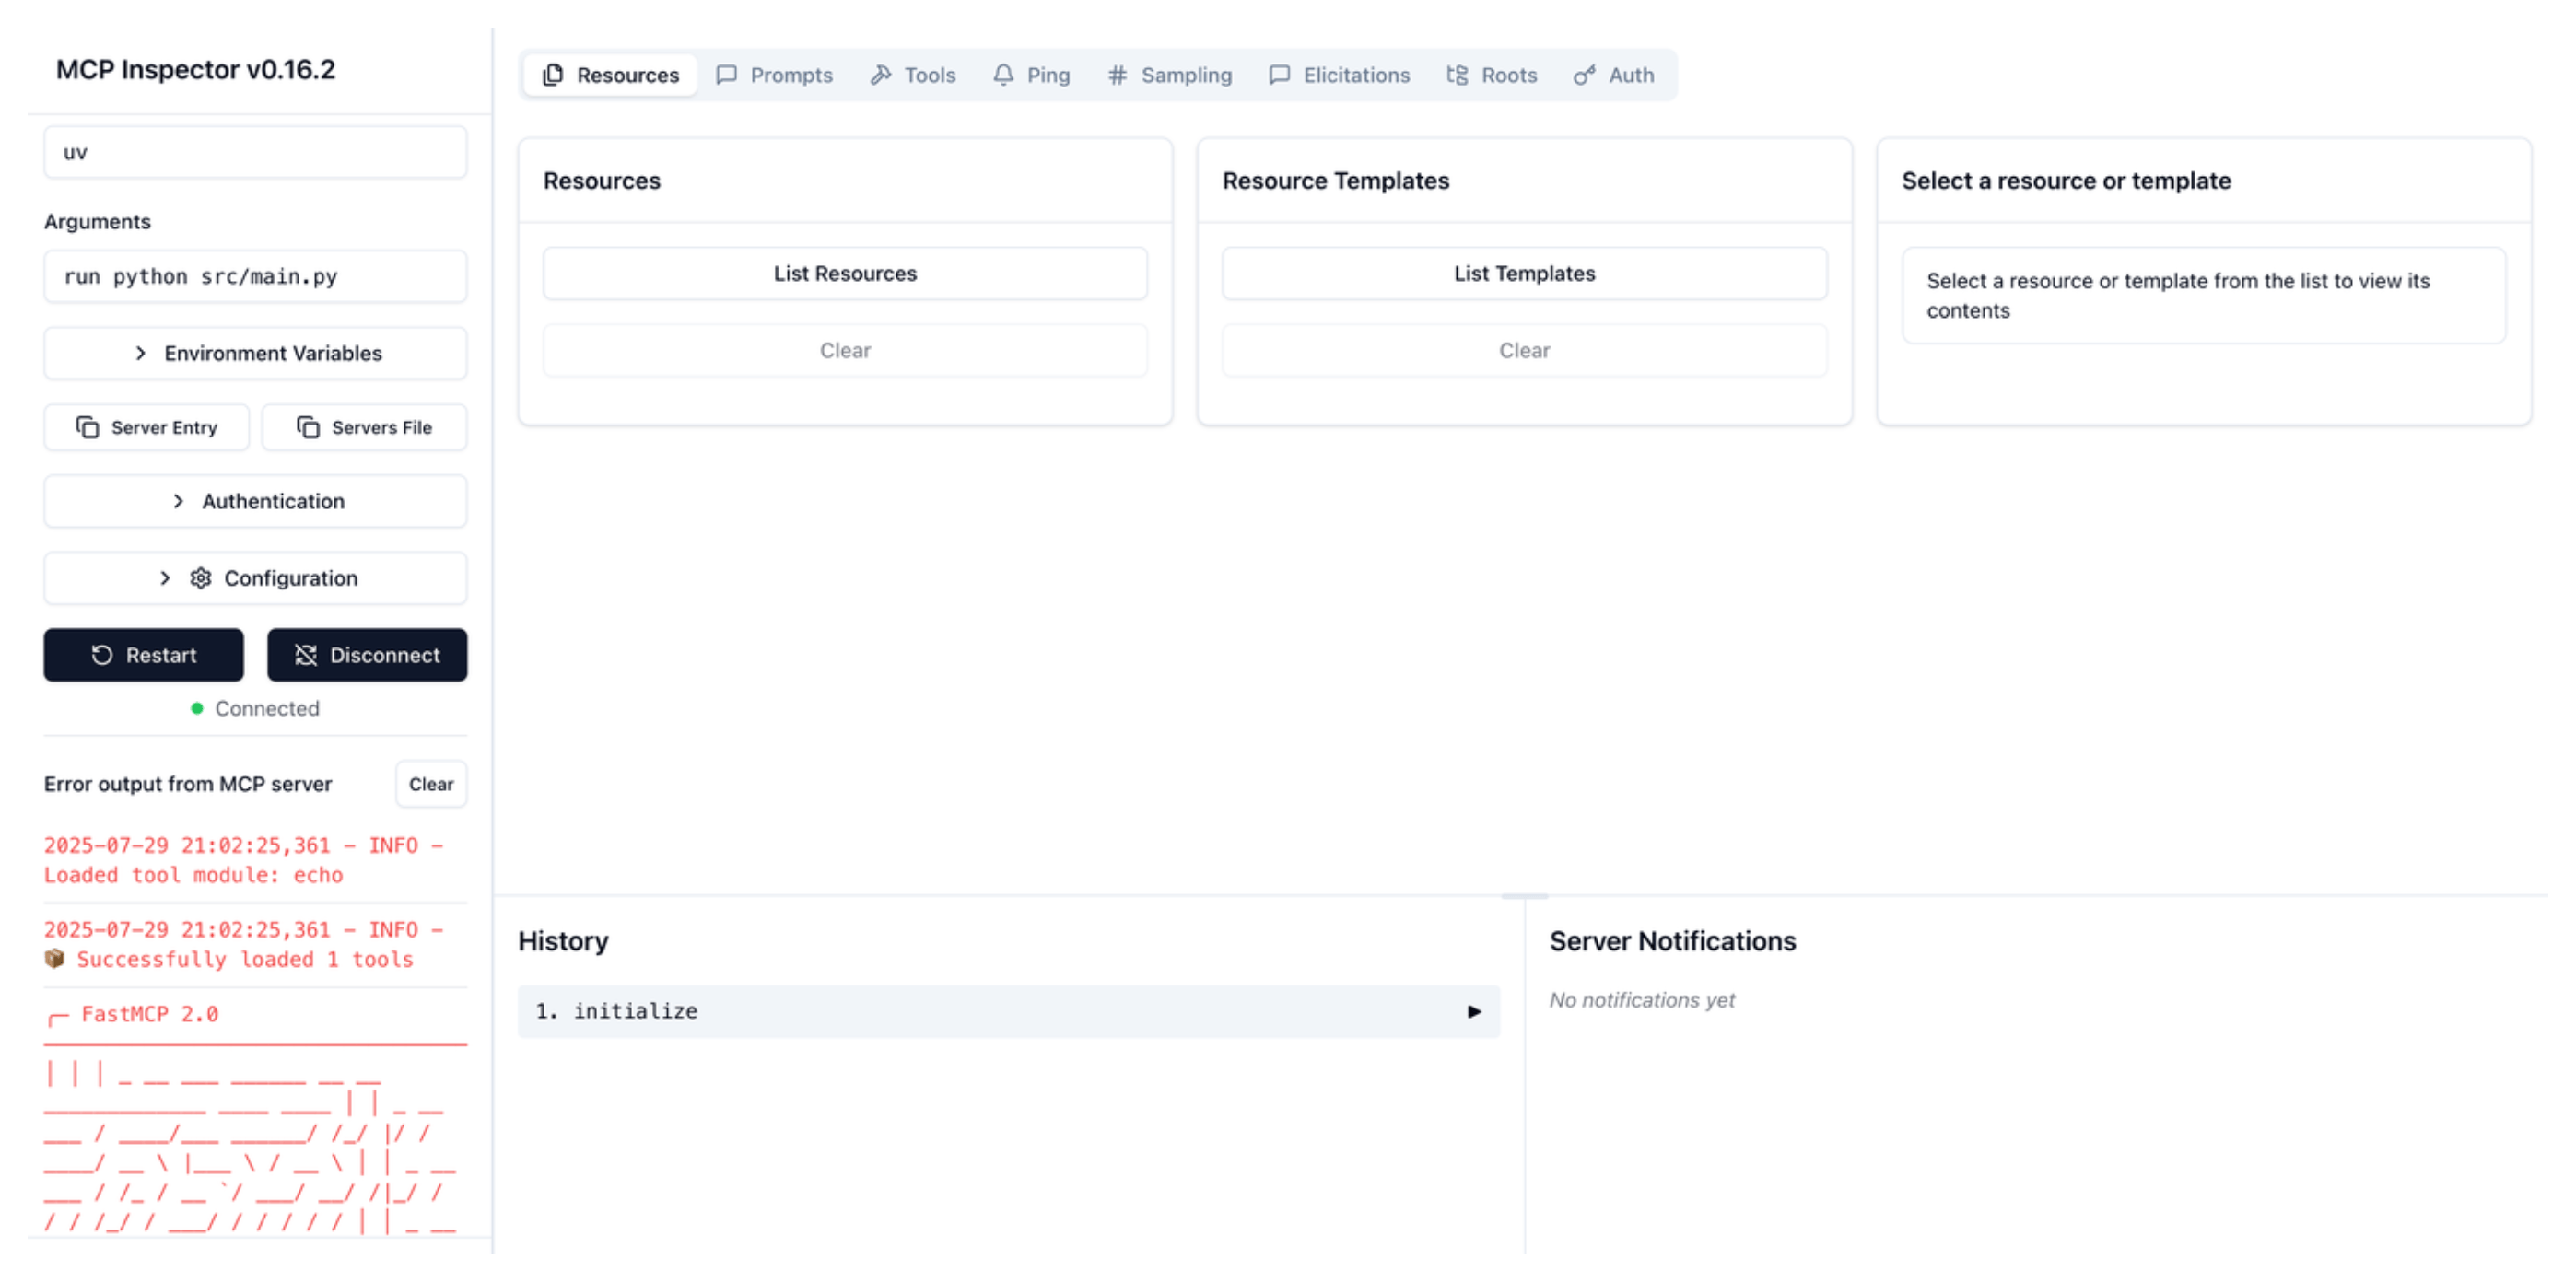 MCP Inspector v0.16.2
uv
Arguments
run python src/main.py
Environment Variables
Server Entry
Servers File
Authentication
Configuration
Restart
Disconnect
Connected
Error output from MCP server
Clear
2025-07-29 21:02:25,361 - INFO -
Loaded tool module: echo
2025-07-29 21:02:25,361 - INFO -
📦 Successfully loaded 1 tools
╭─ FastMCP 2.0
Resources
Prompts
Tools
Ping
Sampling
Elicitations
Roots
Auth
Resources
List Resources
Clear
Resource Templates
List Templates
Clear
Select a resource or template
Select a resource or template from the list to view its
contents
History
1. initialize
Server Notifications
No notifications yet